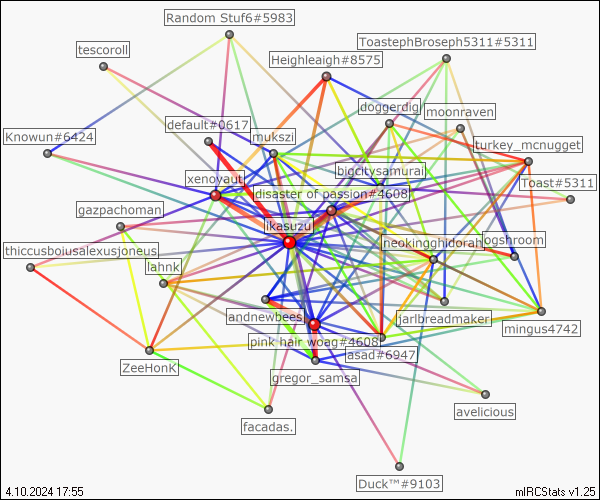 Random Stuf6#5983
tescoroll
ToastephBroseph5311#5311
Heighleaigh#8575
doggerdig
moonraven
default#0617
Knowun#6424
mukszi
turkey_mcnugget
bigcitysamurai
xenoyaut
Toast#5311
disaster of passion#4608
gazpachoman
ikasuzu
neokingghidorah
ogshroom
thiccusboiusalexusjoneus
lahnk
andnewbees
jarlbreadmaker
mingus4742
pink hair woag#4608
asad#6947
ZeeHonK
gregor_samsa
avelicious
facadas.
Duck™#9103
4.10.2024 17:55
mIRCStats v1.25